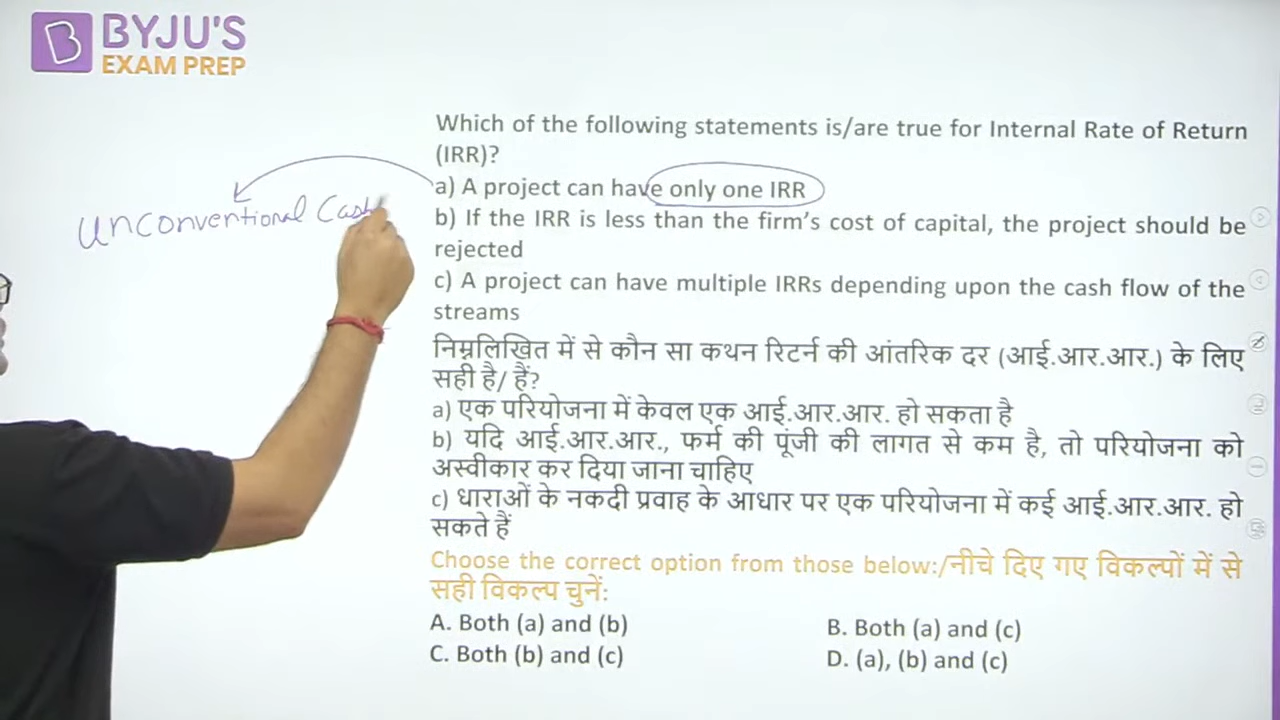 BYJU'S
EXAM PREP
Which of the following statements is/are true for Internal Rate of Return
(IRR)?
a) A project can have only one IRR
b) If the IRR is less than the firm's cost of capital, the project should be
rejected
c) A project can have multiple IRRs depending upon the cash flow of the
streams
Unconventional Cash
निम्नलिखित में से कौन सा कथन रिटर्न की आंतरिक दर (आई.आर.आर.) के लिए
सही है/ हैं?
a) एक परियोजना में केवल एक आई.आर.आर. हो सकता है
b) यदि आई.आर.आर., फर्म की पूंजी की लागत से कम है, तो परियोजना को
अस्वीकार कर दिया जाना चाहिए
c) धाराओं के नकदी प्रवाह के आधार पर एक परियोजना में कई आई.आर.आर. हो
सकते हैं
Choose the correct option from those below:/नीचे दिए गए विकल्पों में से
सही विकल्प चुनें:
A. Both (a) and (b)
B. Both (a) and (c)
C. Both (b) and (c)
D. (a), (b) and (c)